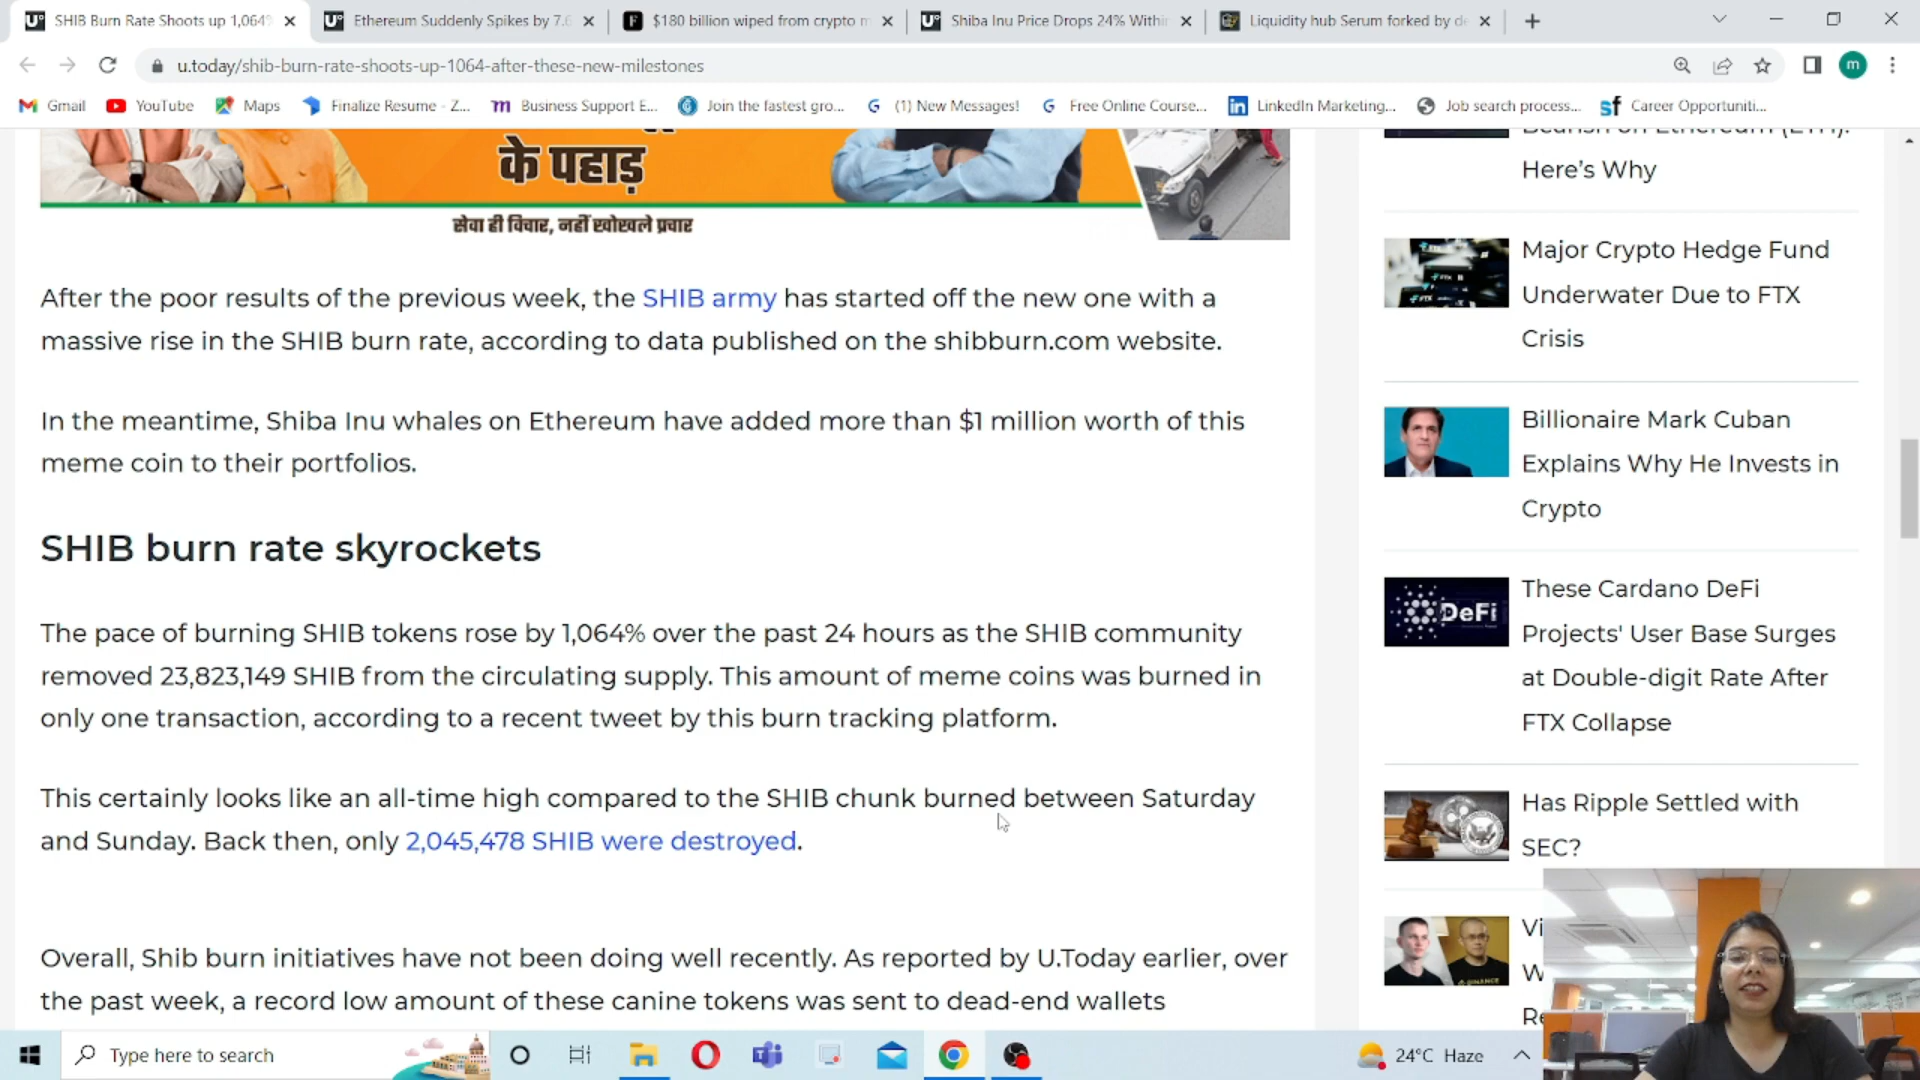 SHIB Burn Rate Shoots up 1,064%
Ethereum Suddenly Spikes by 7.6
$180 billion wiped from crypto m
Shiba Inu Price Drops 24% Withi
Liquidity hub Serum forked by de
u.today/shib-burn-rate-shoots-up-1064-after-these-new-milestones
m
Gmail
YouTube
Maps
Finalize Resume - Z...
Business Support E...
Join the fastest gro...
(1) New Messages!
Free Online Course...
LinkedIn Marketing...
Job search process...
Career Opportuniti...
के पहाड़
सेवा ही विचार, नहीं खोखले प्रचार
After the poor results of the previous week, the SHIB army has started off the new one with a
massive rise in the SHIB burn rate, according to data published on the shibburn.com website.
In the meantime, Shiba Inu whales on Ethereum have added more than $1 million worth of this
meme coin to their portfolios.
SHIB burn rate skyrockets
The pace of burning SHIB tokens rose by 1,064% over the past 24 hours as the SHIB community
removed 23,823,149 SHIB from the circulating supply. This amount of meme coins was burned in
only one transaction, according to a recent tweet by this burn tracking platform.
This certainly looks like an all-time high compared to the SHIB chunk burned between Saturday
and Sunday. Back then, only 2,045,478 SHIB were destroyed.
Overall, Shib burn initiatives have not been doing well recently. As reported by U.Today earlier, over
the past week, a record low amount of these canine tokens was sent to dead-end wallets
Bearish on Ethereum (ETH):
Here's Why
Major Crypto Hedge Fund
Underwater Due to FTX
Crisis
Billionaire Mark Cuban
Explains Why He Invests in
Crypto
DeFi
These Cardano DeFi
Projects' User Base Surges
at Double-digit Rate After
FTX Collapse
Has Ripple Settled with
SEC?
Vi
W
Re
Type here to search
24°C Haze